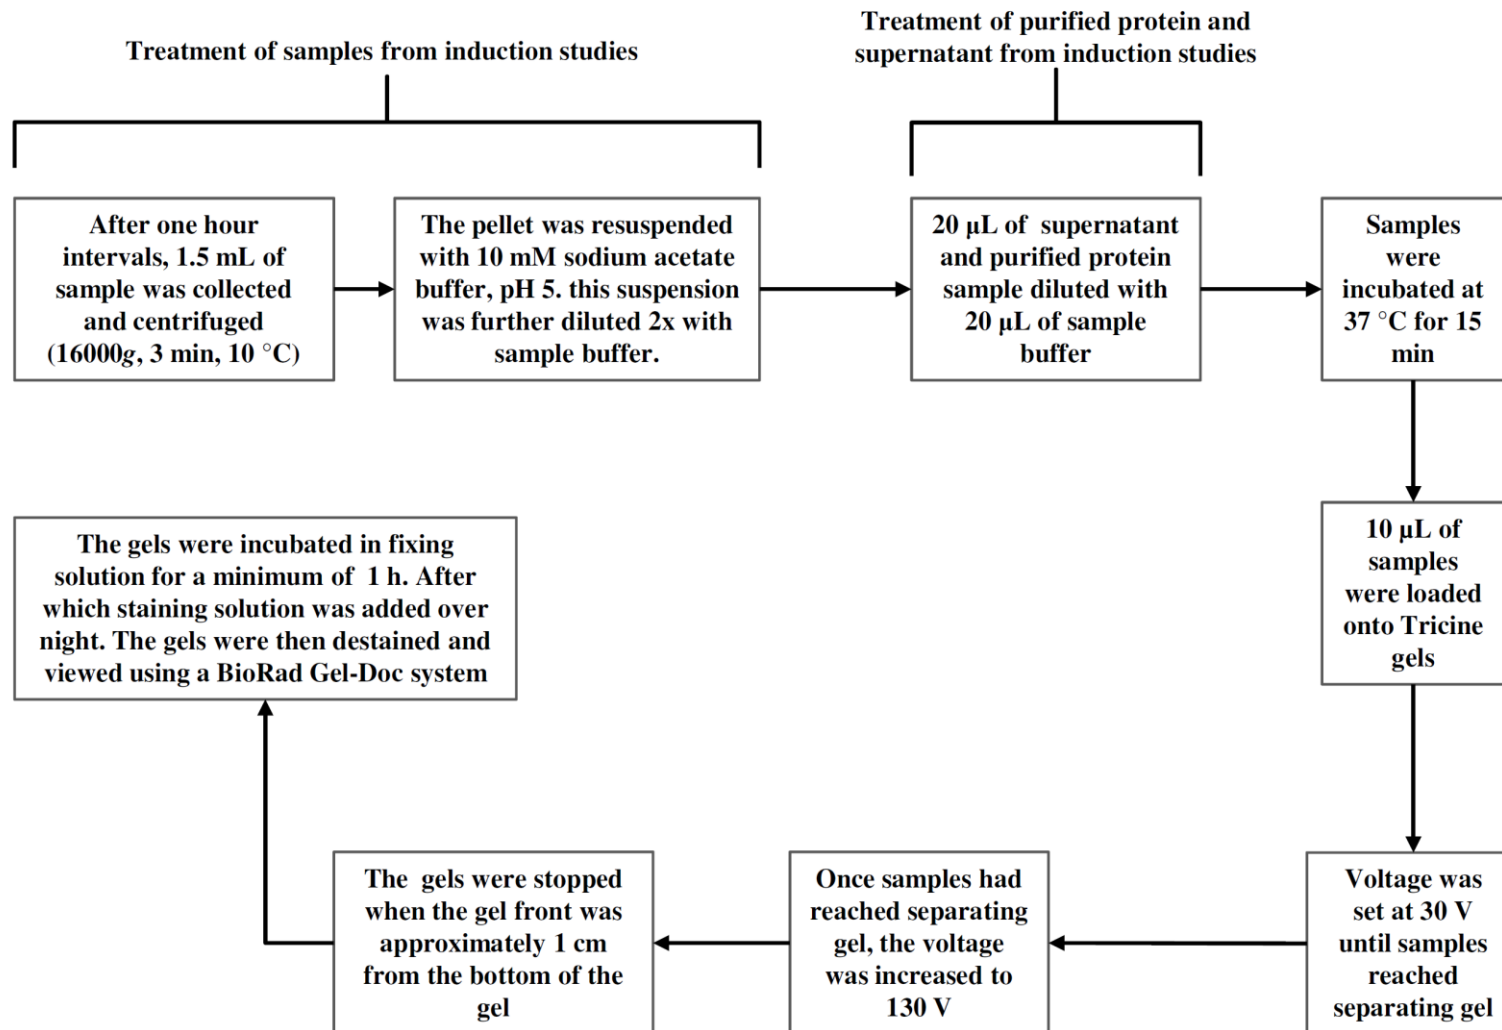 Treatment of samples from induction studies
Treatment of purified protein and
supernatant from induction studies
After one hour
intervals, 1.5 mL of
sample was collected
and centrifuged
(16000g, 3 min, 10 °C)
The pellet was resuspended
with 10 mM sodium acetate
buffer, pH 5. this suspension
was further diluted 2x with
sample buffer.
20 µL of supernatant
and purified protein
sample diluted with
20 µL of sample
buffer
Samples
were
incubated at
37 °C for 15
min
10 µL of
samples
were loaded
onto Tricine
gels
Voltage was
set at 30 V
until samples
reached
separating gel
Once samples had
reached separating
gel, the voltage
was increased to
130 V
The gels were stopped
when the gel front was
approximately 1 cm
from the bottom of the
gel
The gels were incubated in fixing
solution for a minimum of 1 h. After
which staining solution was added over
night. The gels were then destained and
viewed using a BioRad Gel-Doc system